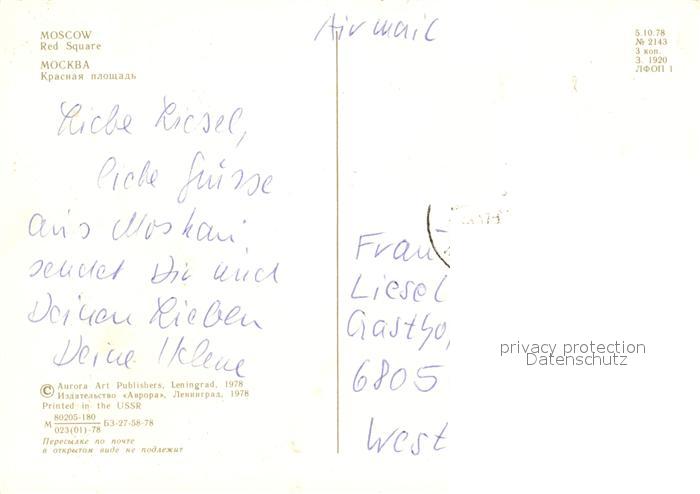 MOSCOW
Red Square
МОСКВА
Красная площадь
Air mail
5.10.78
№ 2143
3 коп.
З. 1920
ЛФОП 1
Liebe Liesel,
liebe Grüsse
aus Moskau
sendet Dir und
Deinen Lieben
Deine Helene
© Aurora Art Publishers, Leningrad, 1978
Издательство «Аврора», Ленинград, 1978
Printed in the USSR
М 80205-180
023(01)-78 БЗ-27-58-78
Пересылке по почте
в открытом виде не подлежит
Frau
Liesel
Gastho
6805
West
privacy protection
Datenschutz